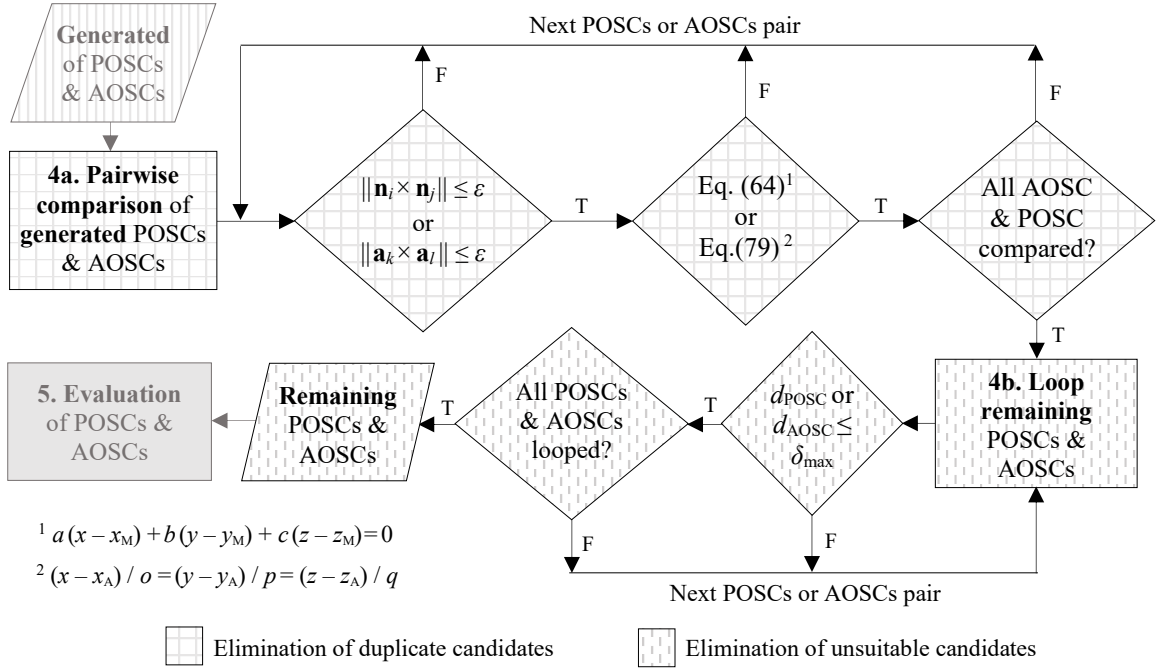 Next POSCs or AOSCs pair
Generated
of POSCs
& AOSCs
F
F
F
4a. Pairwise
comparison of
generated POSCs
& AOSCs
|| nᵢ × nⱼ || ≤ ε
or
|| aₖ × aₗ || ≤ ε
T
Eq. (64)¹
or
Eq.(79) ²
T
All AOSC
& POSC
compared?
T
5. Evaluation
of POSCs &
AOSCs
Remaining
POSCs &
AOSCs
T
All POSCs
& AOSCs
looped?
T
d_POSC or
d_AOSC ≤
δ_max
4b. Loop
remaining
POSCs &
AOSCs
F
F
Next POSCs or AOSCs pair
¹ a (x – x_M) + b (y – y_M) + c (z – z_M) = 0
² (x – x_A) / o = (y – y_A) / p = (z – z_A) / q
Elimination of duplicate candidates
Elimination of unsuitable candidates